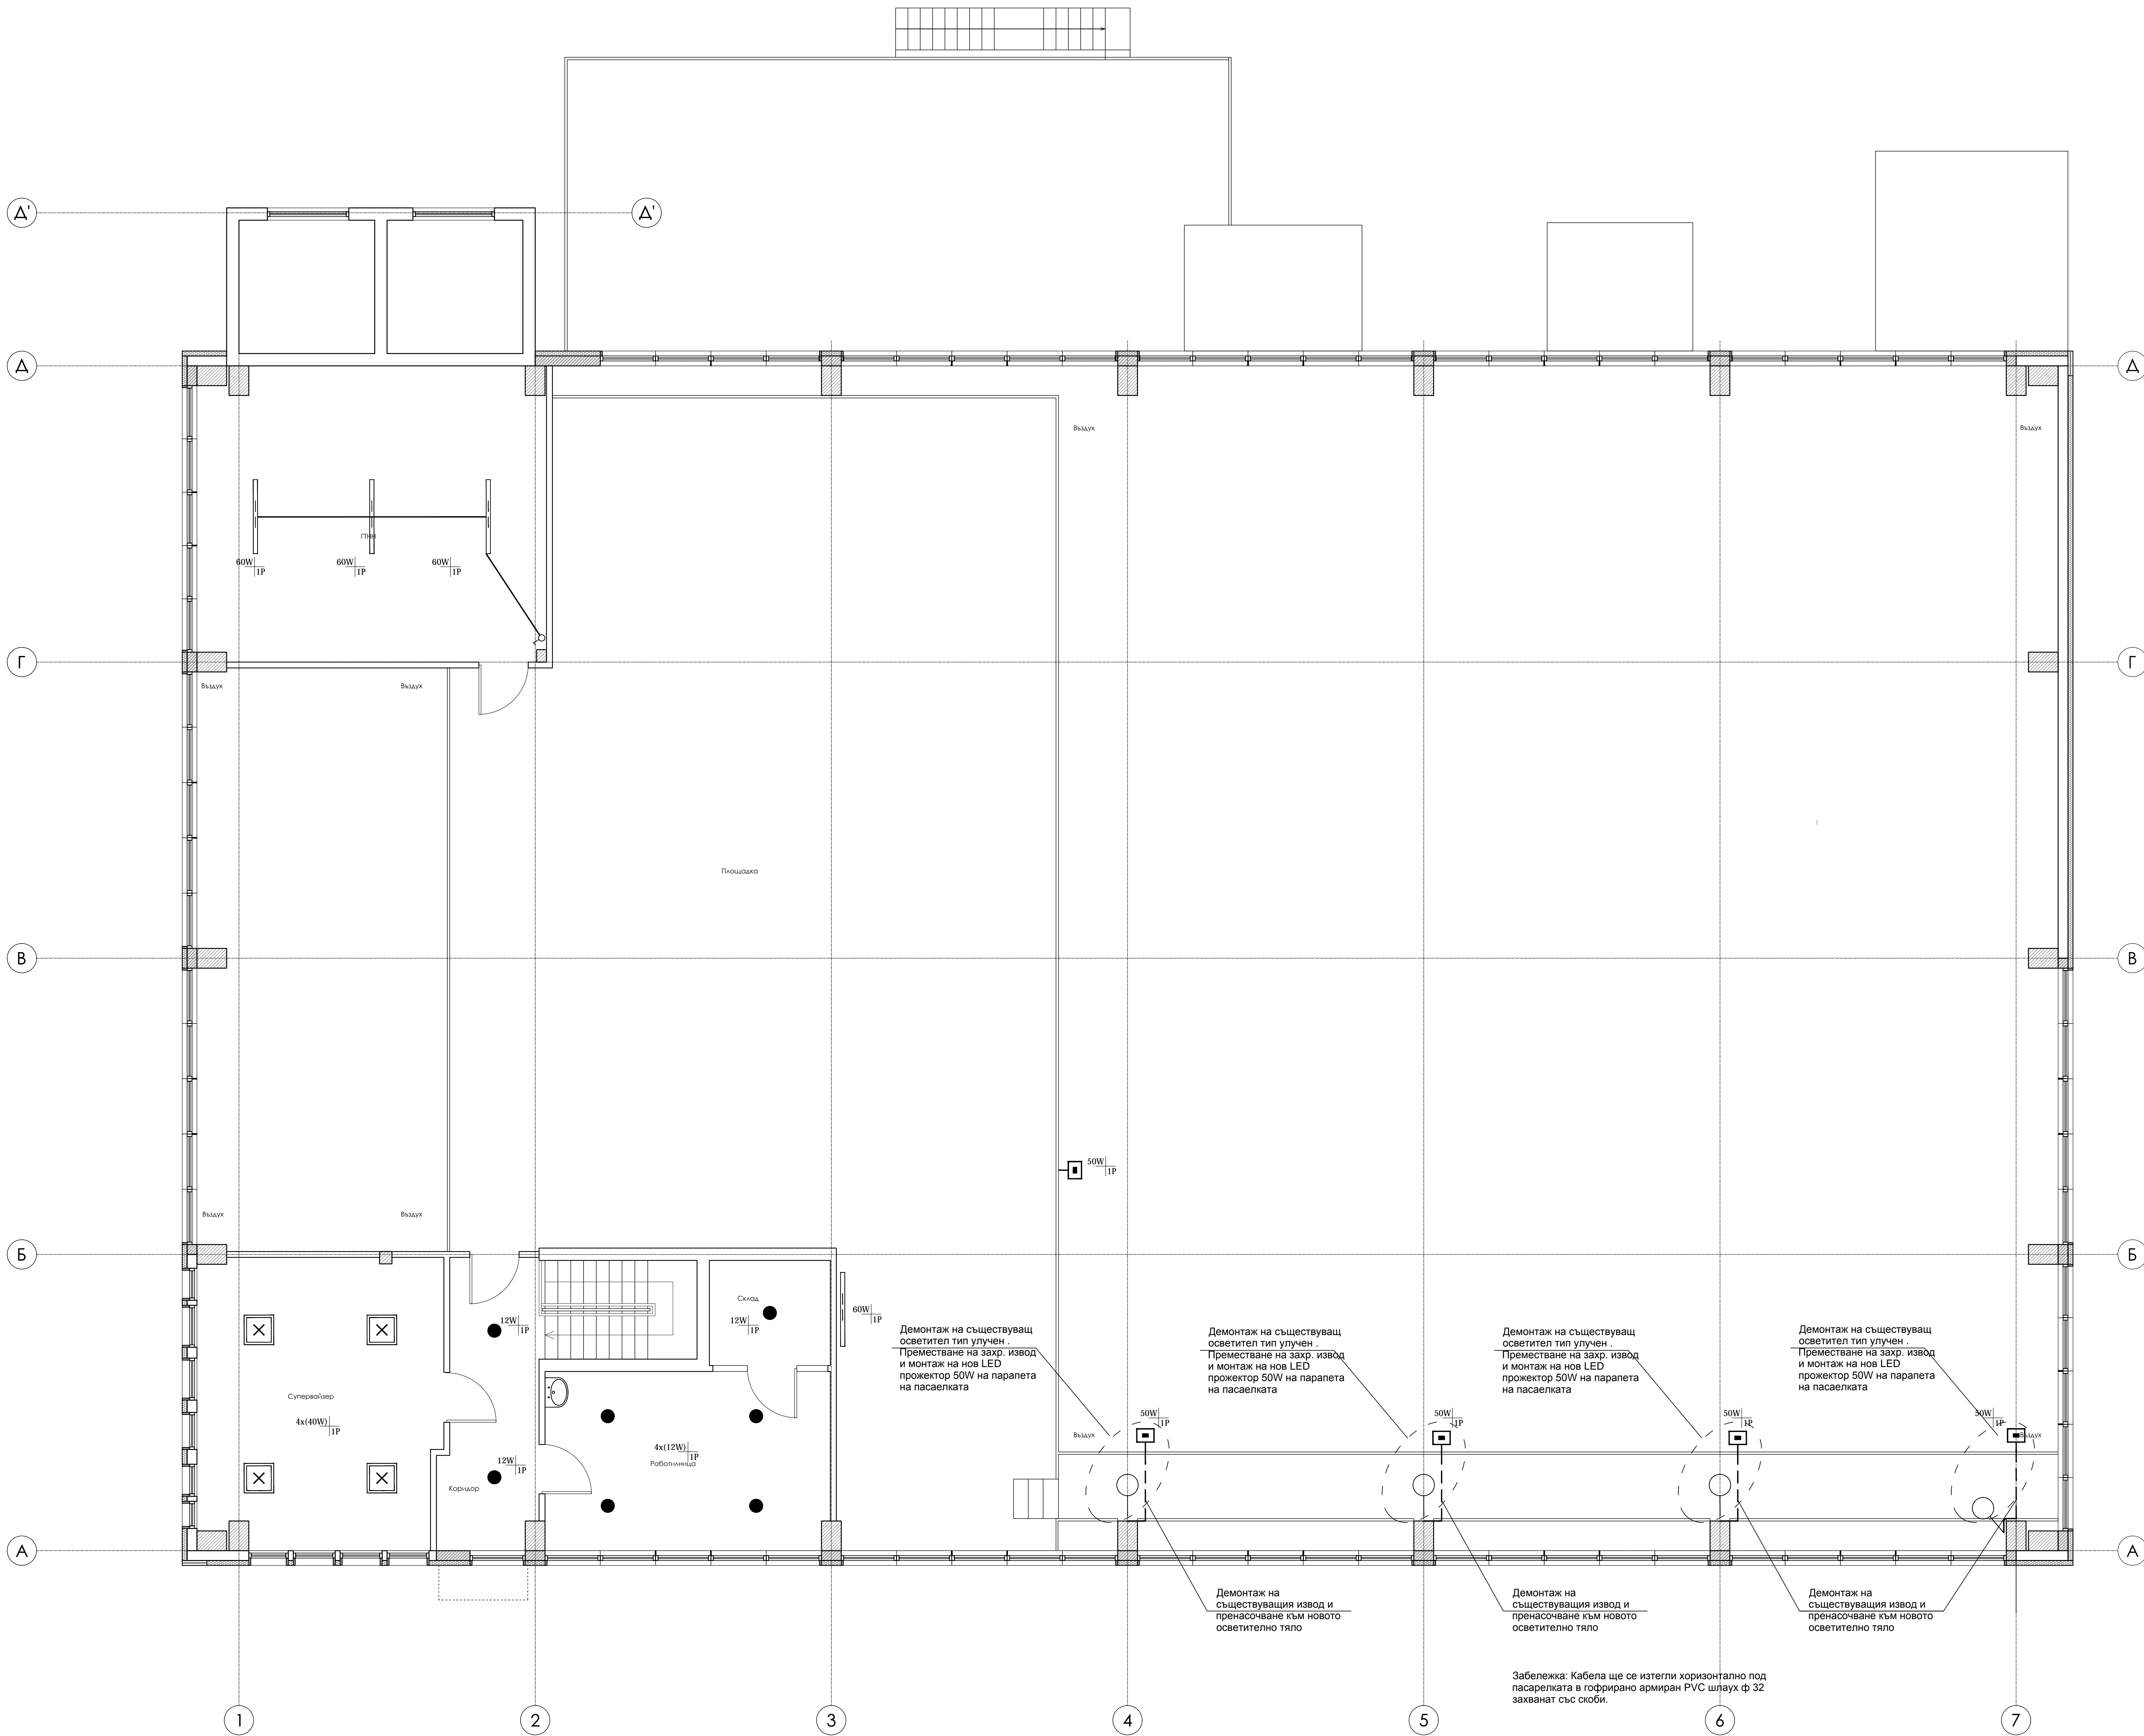 Д'
Д'
Д
Д
Въздух
Въздух
ПНН
60W
1P
60W
1P
60W
1P
Г
Г
Въздух
Въздух
Площадка
В
В
50W
1P
Въздух
Въздух
Б
Б
Склад
12W
1P
12W
1P
60W
1P
Демонтаж на съществуващ
осветител тип улучен .
Преместване на захр. извод
и монтаж на нов LED
прожектор 50W на парапета
на пасаелката
Демонтаж на съществуващ
осветител тип улучен .
Преместване на захр. извод
и монтаж на нов LED
прожектор 50W на парапета
на пасаелката
Демонтаж на съществуващ
осветител тип улучен .
Преместване на захр. извод
и монтаж на нов LED
прожектор 50W на парапета
на пасаелката
Демонтаж на съществуващ
осветител тип улучен .
Преместване на захр. извод
и монтаж на нов LED
прожектор 50W на парапета
на пасаелката
Супервайзер
4x(40W)
1P
50W
1P
50W
1P
50W
1P
50W
1P
Въздух
Въздух
4x(12W)
1P
Работилница
12W
1P
Коридор
А
А
Демонтаж на
съществуващия извод и
пренасочване към новото
осветително тяло
Демонтаж на
съществуващия извод и
пренасочване към новото
осветително тяло
Демонтаж на
съществуващия извод и
пренасочване към новото
осветително тяло
Забележка: Кабела ще се изтегли хоризонтално под
пасарелката в гофрирано армиран PVC шлаух ф 32
захванат със скоби.
1
2
3
4
5
6
7